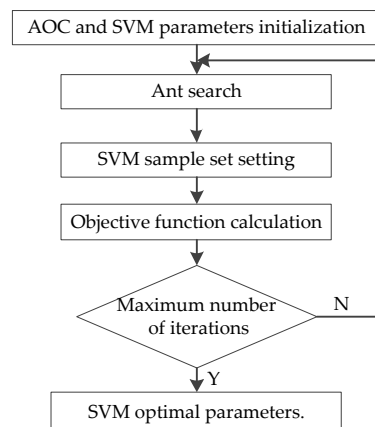 AOC and SVM parameters initialization
Ant search
SVM sample set setting
Objective function calculation
Maximum number
of iterations
N
Y
SVM optimal parameters.